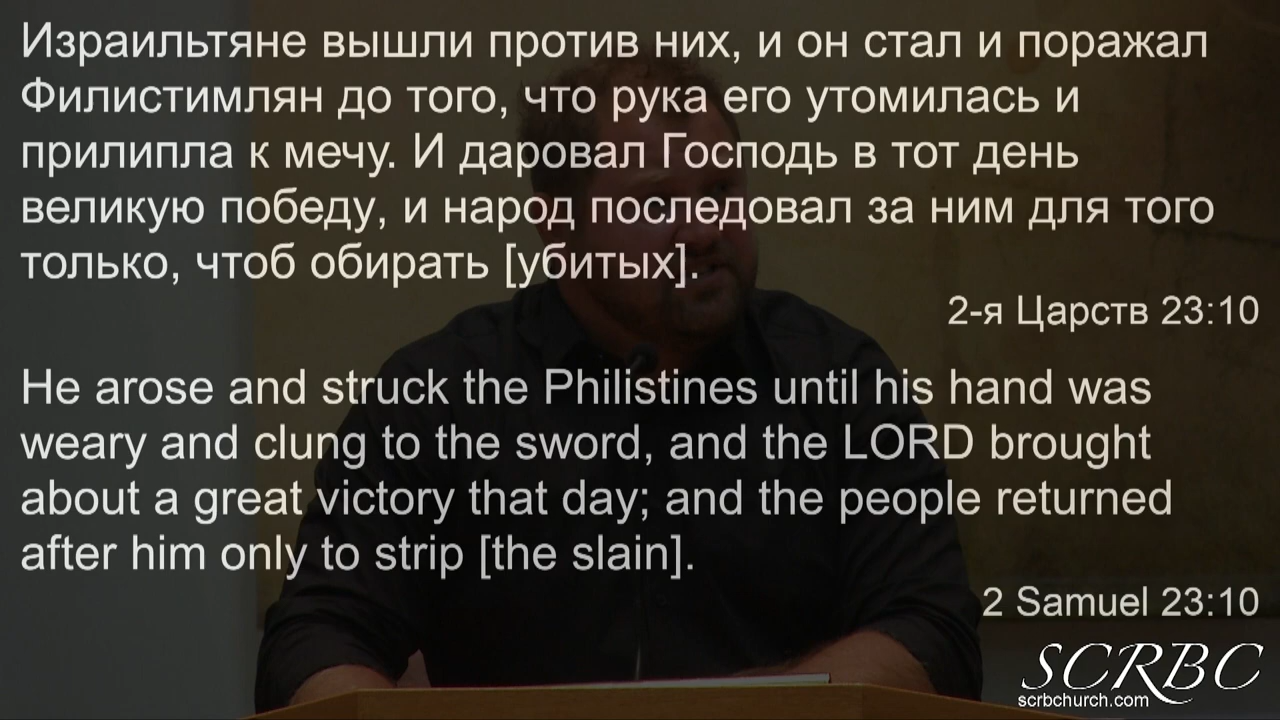 Израильтяне вышли против них, и он стал и поражал
Филистимлян до того, что рука его утомилась и
прилипла к мечу. И даровал Господь в тот день
великую победу, и народ последовал за ним для того
только, чтоб обирать [убитых].
2-я Царств 23:10
He arose and struck the Philistines until his hand was
weary and clung to the sword, and the LORD brought
about a great victory that day; and the people returned
after him only to strip [the slain].
2 Samuel 23:10
SCRBC
scrbchurch.com